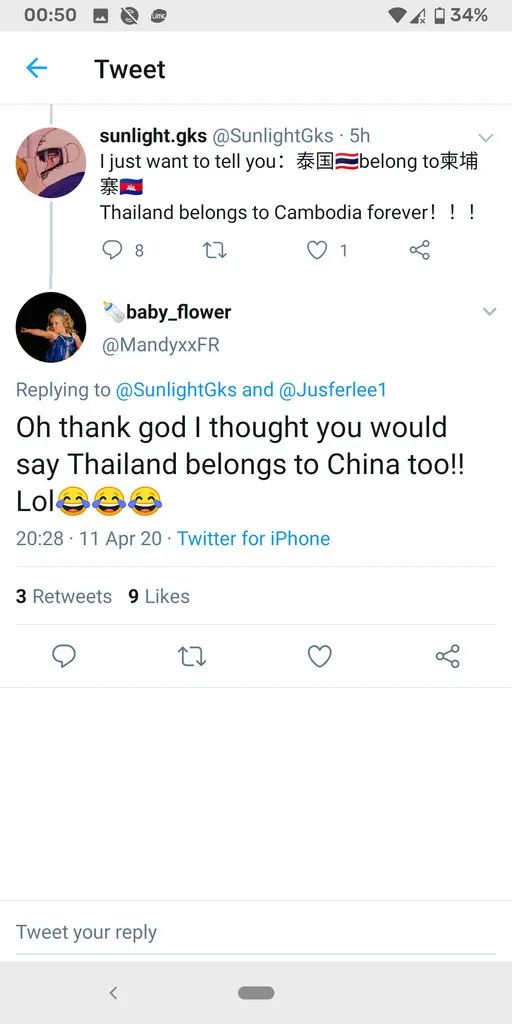 00:50 34%
Tweet
sunlight.gks @SunlightGks · 5h
I just want to tell you：泰国🇹🇭belong to柬埔
寨🇰🇭
Thailand belongs to Cambodia forever！！！
8 1
🍼baby_flower
@MandyxxFR
Replying to @SunlightGks and @Jusferlee1
Oh thank god I thought you would
say Thailand belongs to China too!!
Lol😂😂😂
20:28 · 11 Apr 20 · Twitter for iPhone
3 Retweets 9 Likes
Tweet your reply